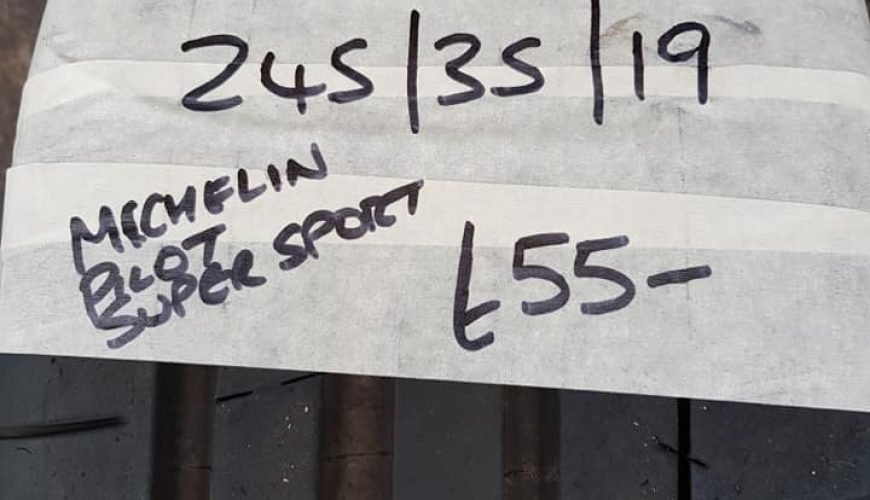 245/35/19
MICHELIN
PILOT
SUPER SPORT
£55-